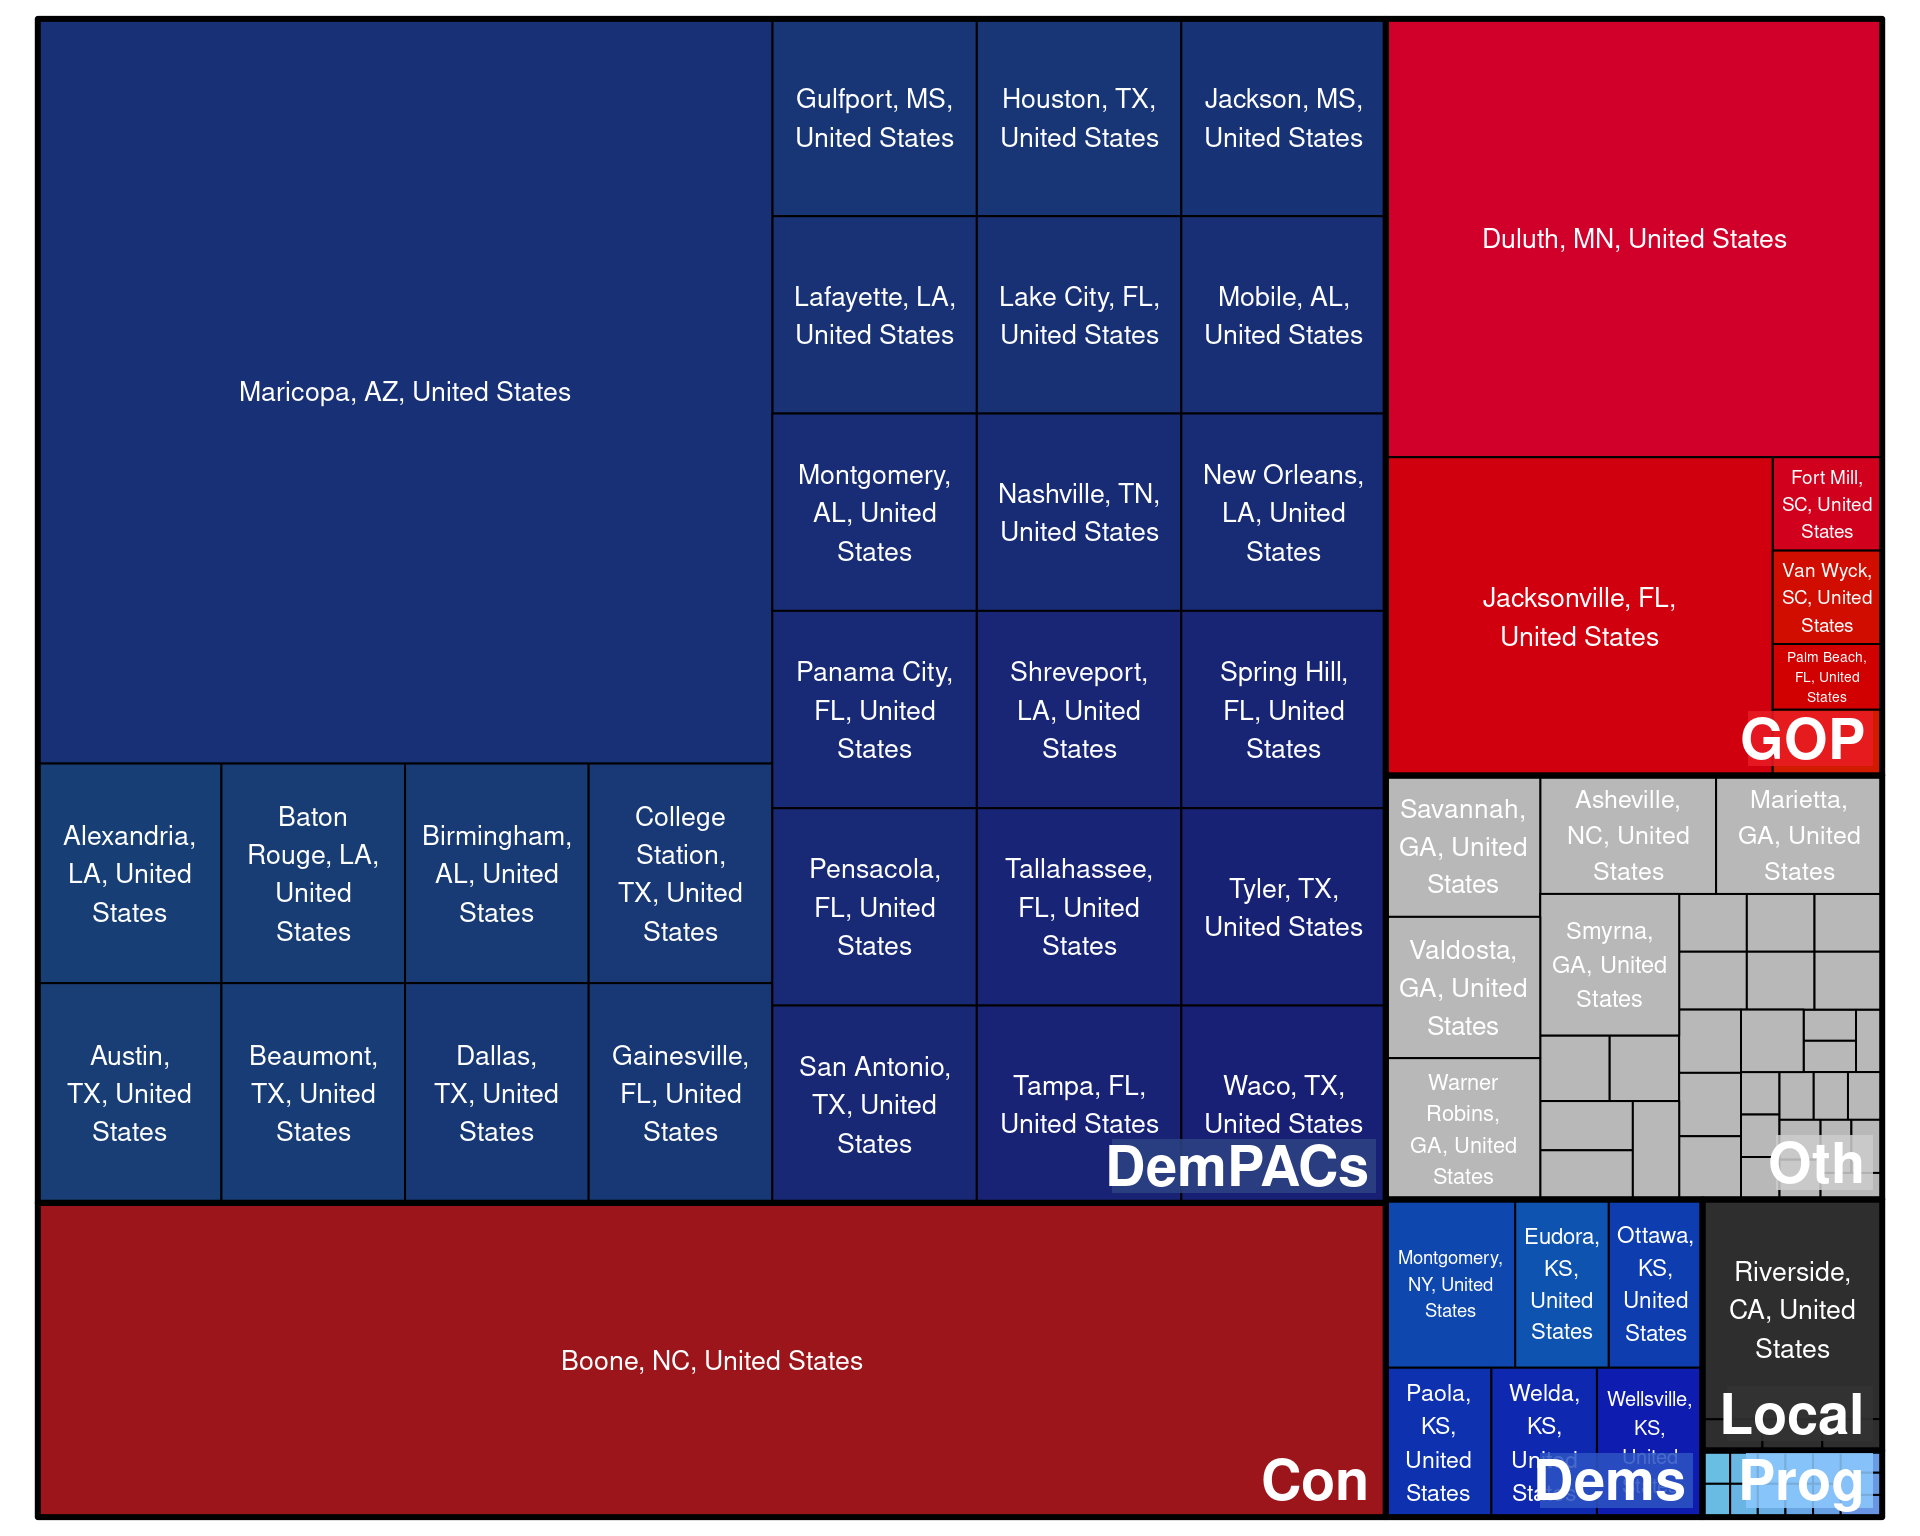 Maricopa, AZ, United States
Gulfport, MS,
United States
Houston, TX,
United States
Jackson, MS,
United States
Lafayette, LA,
United States
Lake City, FL,
United States
Mobile, AL,
United States
Montgomery,
AL, United
States
Nashville, TN,
United States
New Orleans,
LA, United
States
Panama City,
FL, United
States
Shreveport,
LA, United
States
Spring Hill,
FL, United
States
Pensacola,
FL, United
States
Tallahassee,
FL, United
States
Tyler, TX,
United States
San Antonio,
TX, United
States
Tampa, FL,
United States
Waco, TX,
United States
Alexandria,
LA, United
States
Baton
Rouge, LA,
United
States
Birmingham,
AL, United
States
College
Station,
TX, United
States
Austin,
TX, United
States
Beaumont,
TX, United
States
Dallas,
TX, United
States
Gainesville,
FL, United
States
DemPACs
Boone, NC, United States
Con
Duluth, MN, United States
Jacksonville, FL,
United States
Fort Mill,
SC, United
States
Van Wyck,
SC, United
States
Palm Beach,
FL, United
States
GOP
Savannah,
GA, United
States
Asheville,
NC, United
States
Marietta,
GA, United
States
Valdosta,
GA, United
States
Smyrna,
GA, United
States
Warner
Robins,
GA, United
States
Oth
Montgomery,
NY, United
States
Eudora,
KS,
United
States
Ottawa,
KS,
United
States
Paola,
KS,
United
States
Welda,
KS,
United
States
Wellsville,
KS,
United
Dems
Riverside,
CA, United
States
Local
Prog